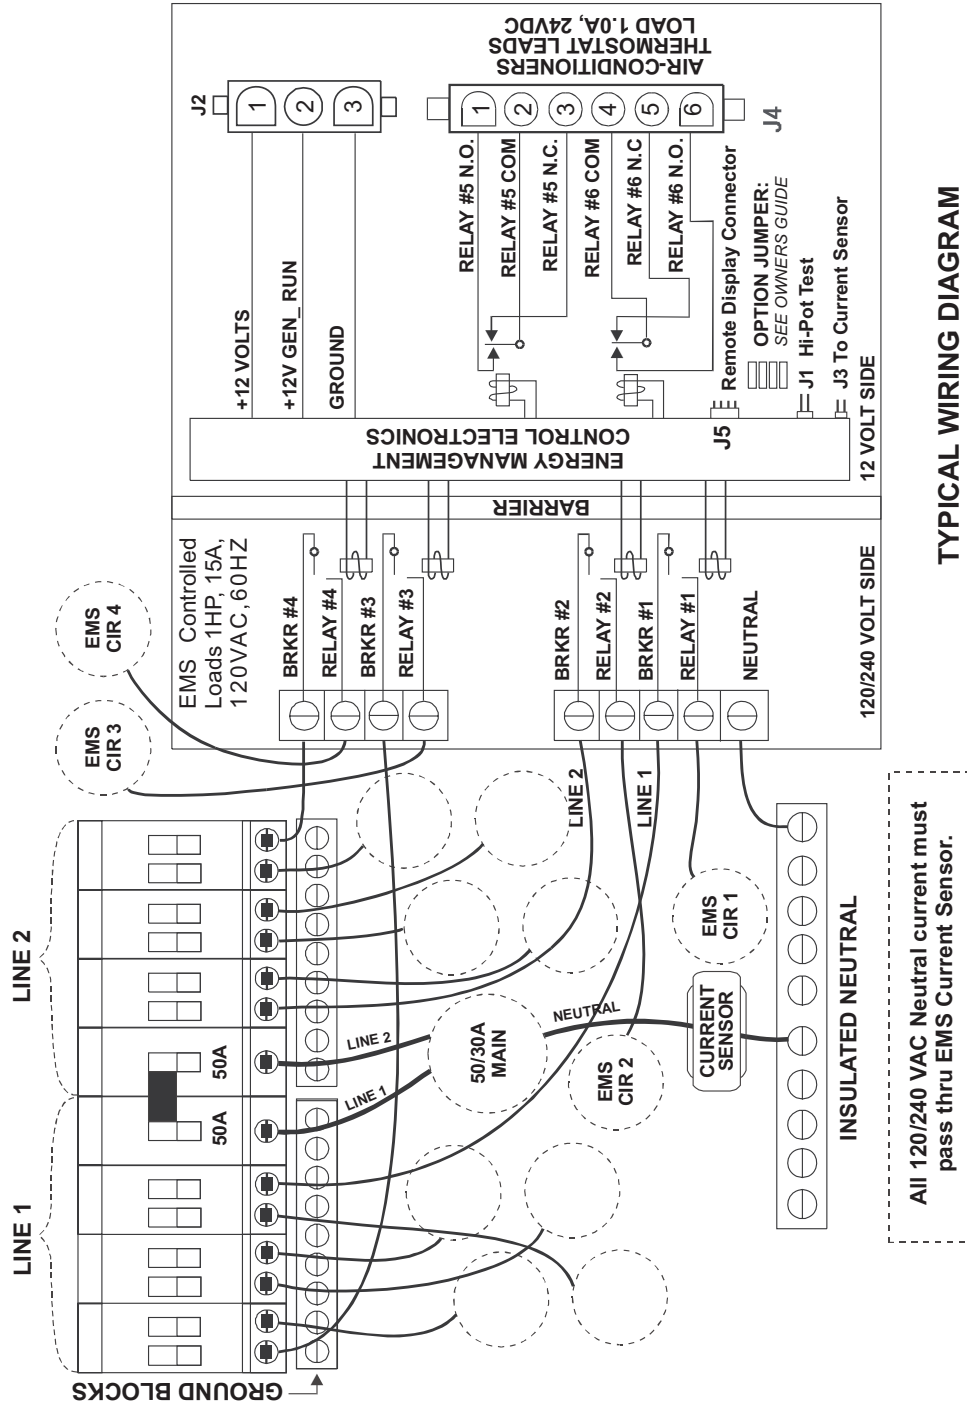 LINE 1
LINE 2
50A
50A
GROUND BLOCKS
LINE 1
LINE 2
50/30A
MAIN
NEUTRAL
EMS
CIR 3
EMS
CIR 4
EMS
CIR 2
EMS
CIR 1
CURRENT
SENSOR
INSULATED NEUTRAL
All 120/240 VAC Neutral current must
pass thru EMS Current Sensor.
LINE 1
LINE 2
EMS Controlled
Loads 1HP, 15A,
120VAC, 60HZ
BRKR #4
RELAY #4
BRKR #3
RELAY #3
BRKR #2
RELAY #2
BRKR #1
RELAY #1
NEUTRAL
120/240 VOLT SIDE
BARRIER
ENERGY MANAGEMENT
CONTROL ELECTRONICS
12 VOLT SIDE
+12 VOLTS
+12V GEN_ RUN
GROUND
J2
1
2
3
RELAY #5 N.O.
RELAY #5 COM
RELAY #5 N.C.
RELAY #6 COM
RELAY #6 N.C
RELAY #6 N.O.
1
2
3
4
5
6
J4
AIR-CONDITIONERS
THERMOSTAT LEADS
LOAD 1.0A, 24VDC
J5
Remote Display Connector
OPTION JUMPER:
SEE OWNERS GUIDE
J1 Hi-Pot Test
J3 To Current Sensor
TYPICAL WIRING DIAGRAM